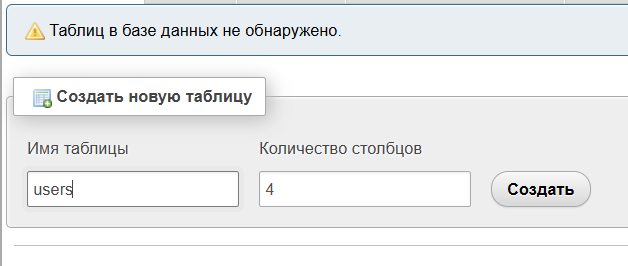 Таблиц в базе данных не обнаружено.
Создать новую таблицу
Имя таблицы
Количество столбцов
users
4
Создать